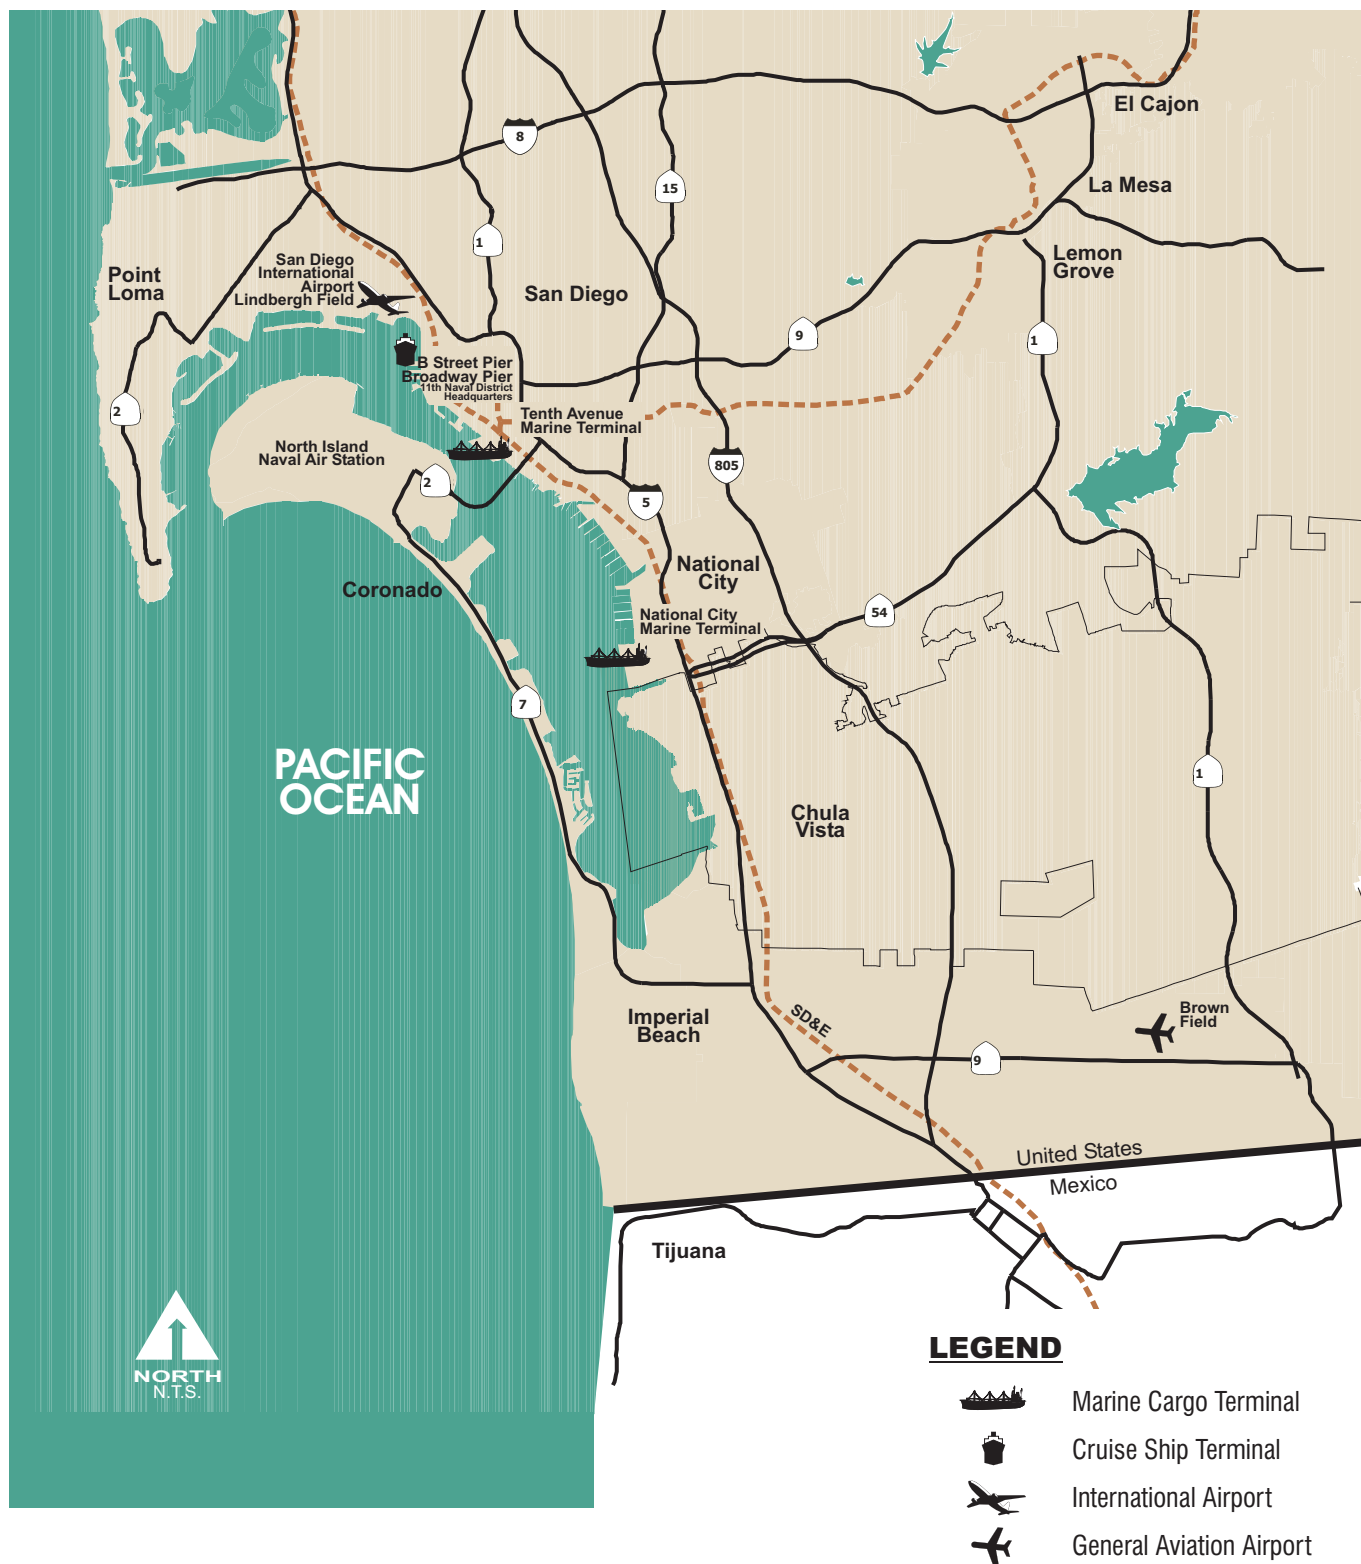 El Cajon
8
La Mesa
15
1
Lemon
Grove
San Diego
International
Airport
Lindbergh Field
Point
Loma
San Diego
9
1
B Street Pier
Broadway Pier
11th Naval District
Headquarters
2
Tenth Avenue
Marine Terminal
North Island
Naval Air Station
805
2
5
National
City
Coronado
54
National City
Marine Terminal
7
PACIFIC
OCEAN
1
Chula
Vista
Imperial
Beach
SD&E
Brown
Field
9
United States
Mexico
Tijuana
NORTH
N.T.S.
LEGEND
Marine Cargo Terminal
Cruise Ship Terminal
International Airport
General Aviation Airport